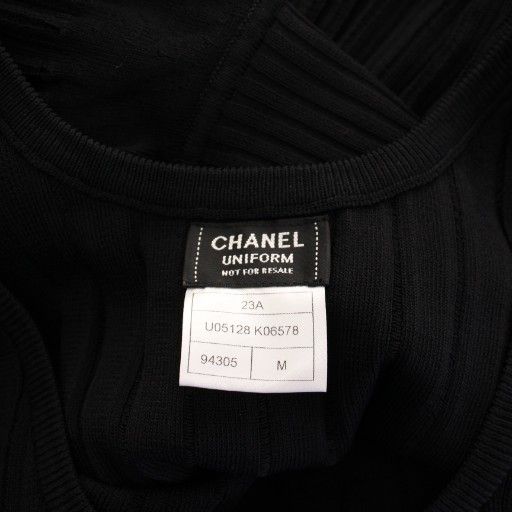 CHANEL
UNIFORM
NOT FOR RESALE
23A
U05128 K06578
94305 M